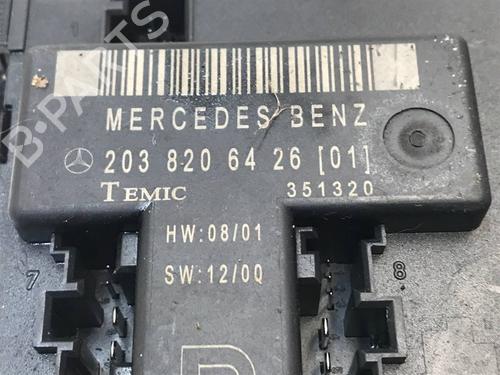 B-PARTS
MERCEDES BENZ
203 820 64 26 [01]
TEMIC 351320
HW:08/01
SW:12/00
7
8